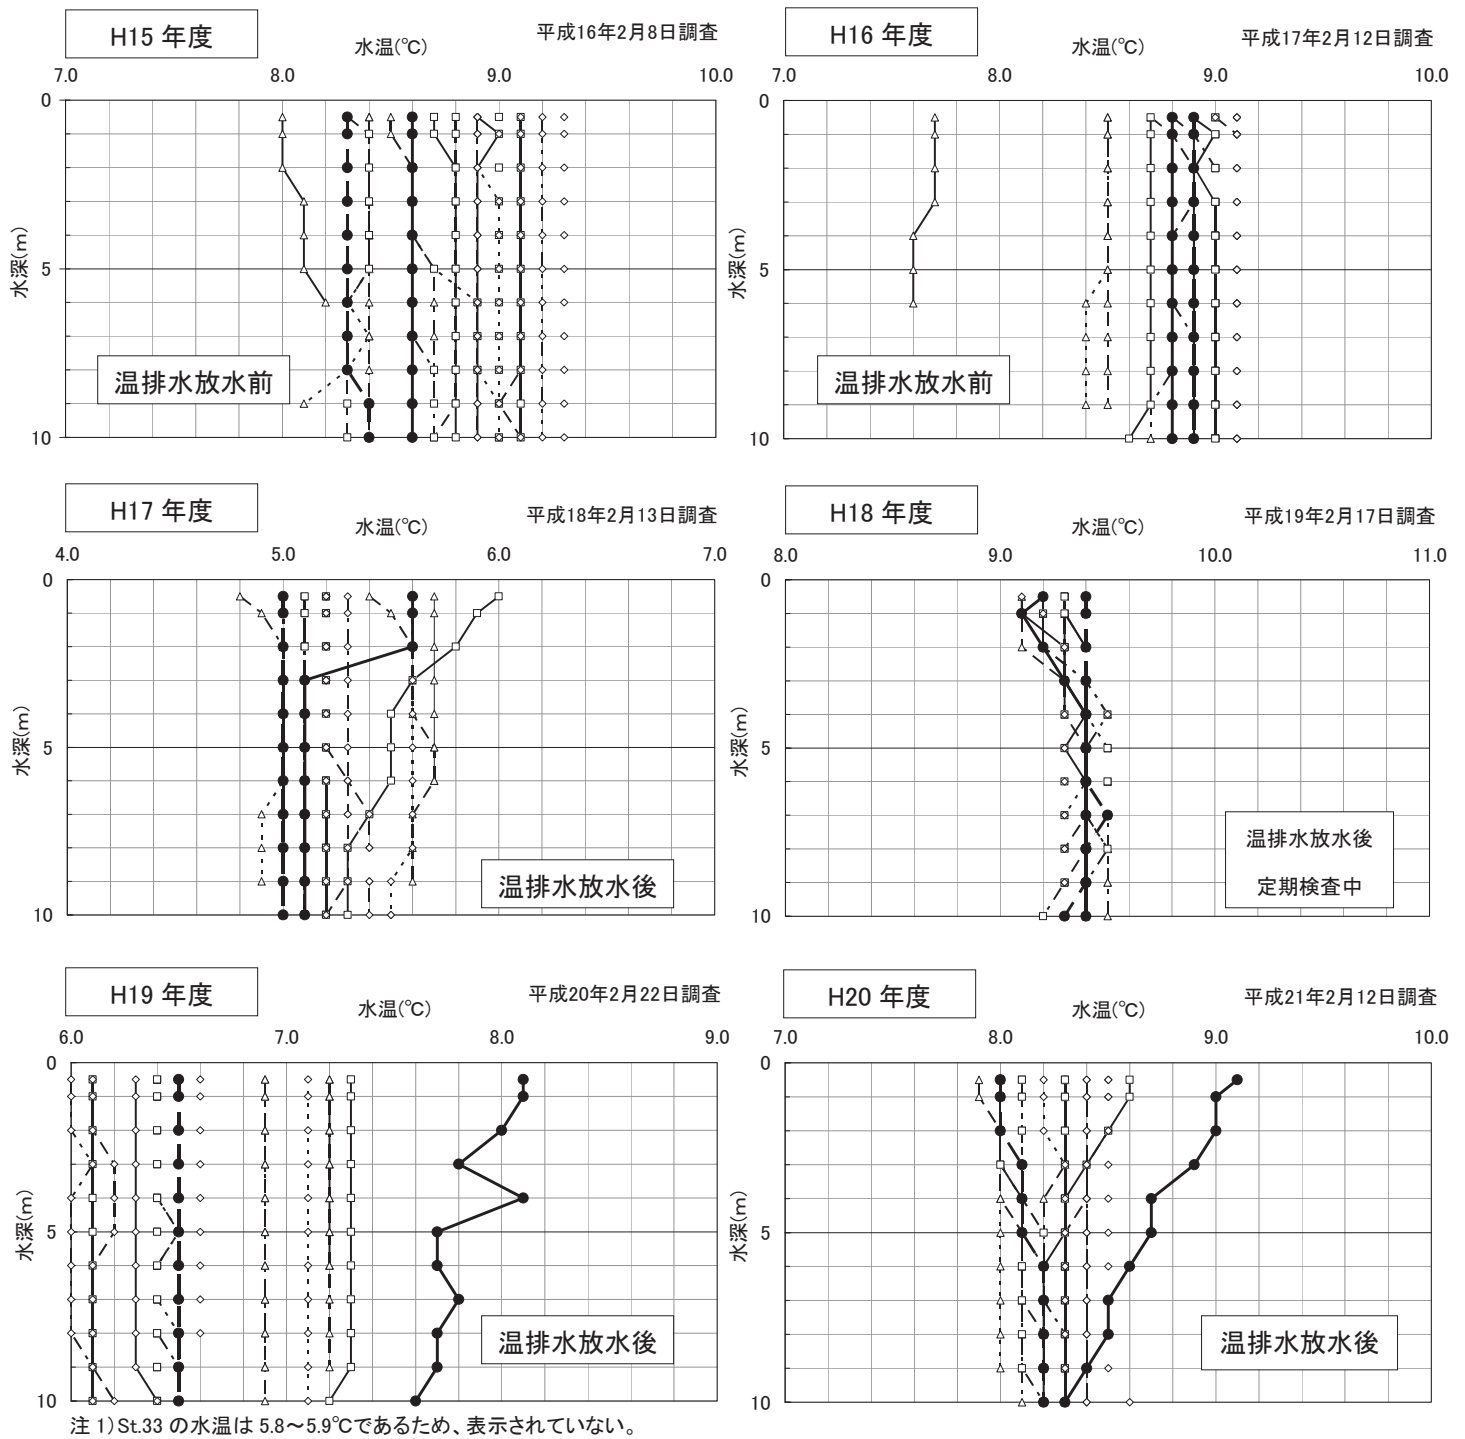 H15 年度
水温(℃)
平成16年2月8日調査
7.0 8.0 9.0 10.0
0
5
10
水深(m)
温排水放水前
H16 年度
水温(℃)
平成17年2月12日調査
7.0 8.0 9.0 10.0
0
5
10
水深(m)
温排水放水前
H17 年度
水温(℃)
平成18年2月13日調査
4.0 5.0 6.0 7.0
0
5
10
水深(m)
温排水放水後
H18 年度
水温(℃)
平成19年2月17日調査
8.0 9.0 10.0 11.0
0
5
10
水深(m)
温排水放水後
定期検査中
H19 年度
水温(℃)
平成20年2月22日調査
6.0 7.0 8.0 9.0
0
5
10
水深(m)
温排水放水後
H20 年度
水温(℃)
平成21年2月12日調査
7.0 8.0 9.0 10.0
0
5
10
水深(m)
温排水放水後
注 1)St.33 の水温は 5.8～5.9℃であるため、表示されていない。